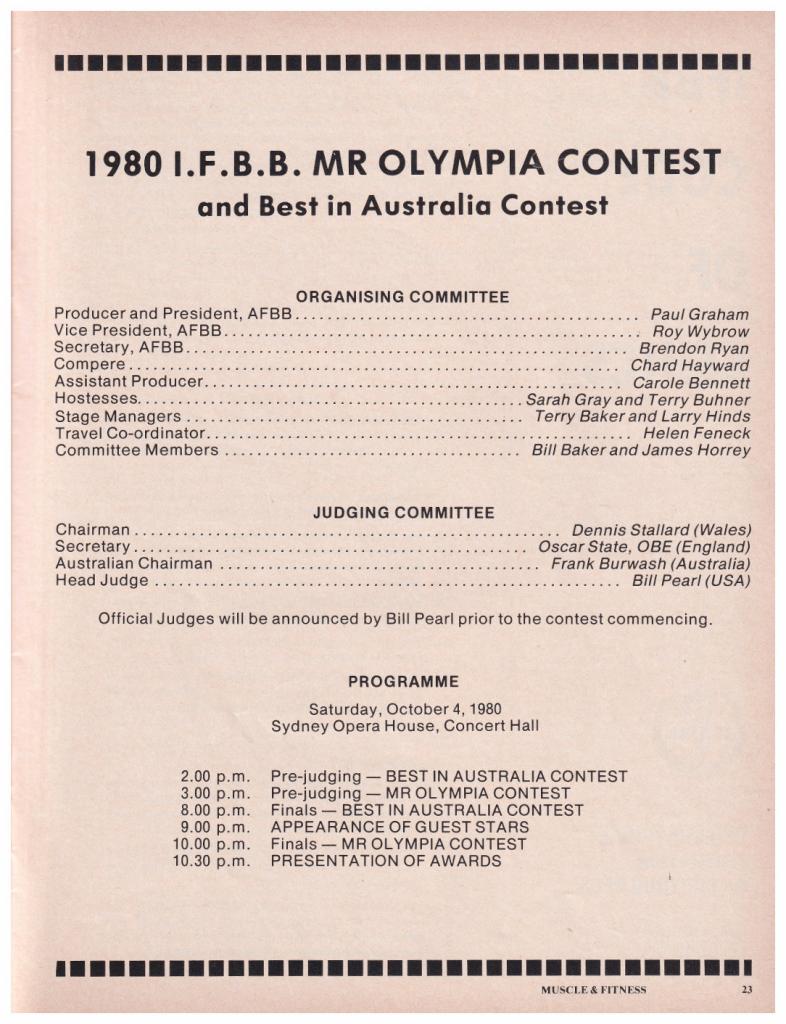 1980 I.F.B.B. MR OLYMPIA CONTEST
and Best in Australia Contest
ORGANISING COMMITTEE
Producer and President, AFBB.......................................... Paul Graham
Vice President, AFBB.................................................. Roy Wybrow
Secretary, AFBB...................................................... Brendon Ryan
Compere............................................................ Chard Hayward
Assistant Producer................................................... Carole Bennett
Hostesses............................................... Sarah Gray and Terry Buhner
Stage Managers ......................................... Terry Baker and Larry Hinds
Travel Co-ordinator.................................................... Helen Feneck
Committee Members .................................... Bill Baker and James Horrey
JUDGING COMMITTEE
Chairman .................................................... Dennis Stallard (Wales)
Secretary................................................ Oscar State, OBE (England)
Australian Chairman ....................................... Frank Burwash (Australia)
Head Judge ........................................................... Bill Pearl (USA)
Official Judges will be announced by Bill Pearl prior to the contest commencing.
PROGRAMME
Saturday, October 4, 1980
Sydney Opera House, Concert Hall
2.00 p.m. Pre-judging — BEST IN AUSTRALIA CONTEST
3.00 p.m. Pre-judging — MR OLYMPIA CONTEST
8.00 p.m. Finals — BEST IN AUSTRALIA CONTEST
9.00 p.m. APPEARANCE OF GUEST STARS
10.00 p.m. Finals — MR OLYMPIA CONTEST
10.30 p.m. PRESENTATION OF AWARDS
MUSCLE & FITNESS 23